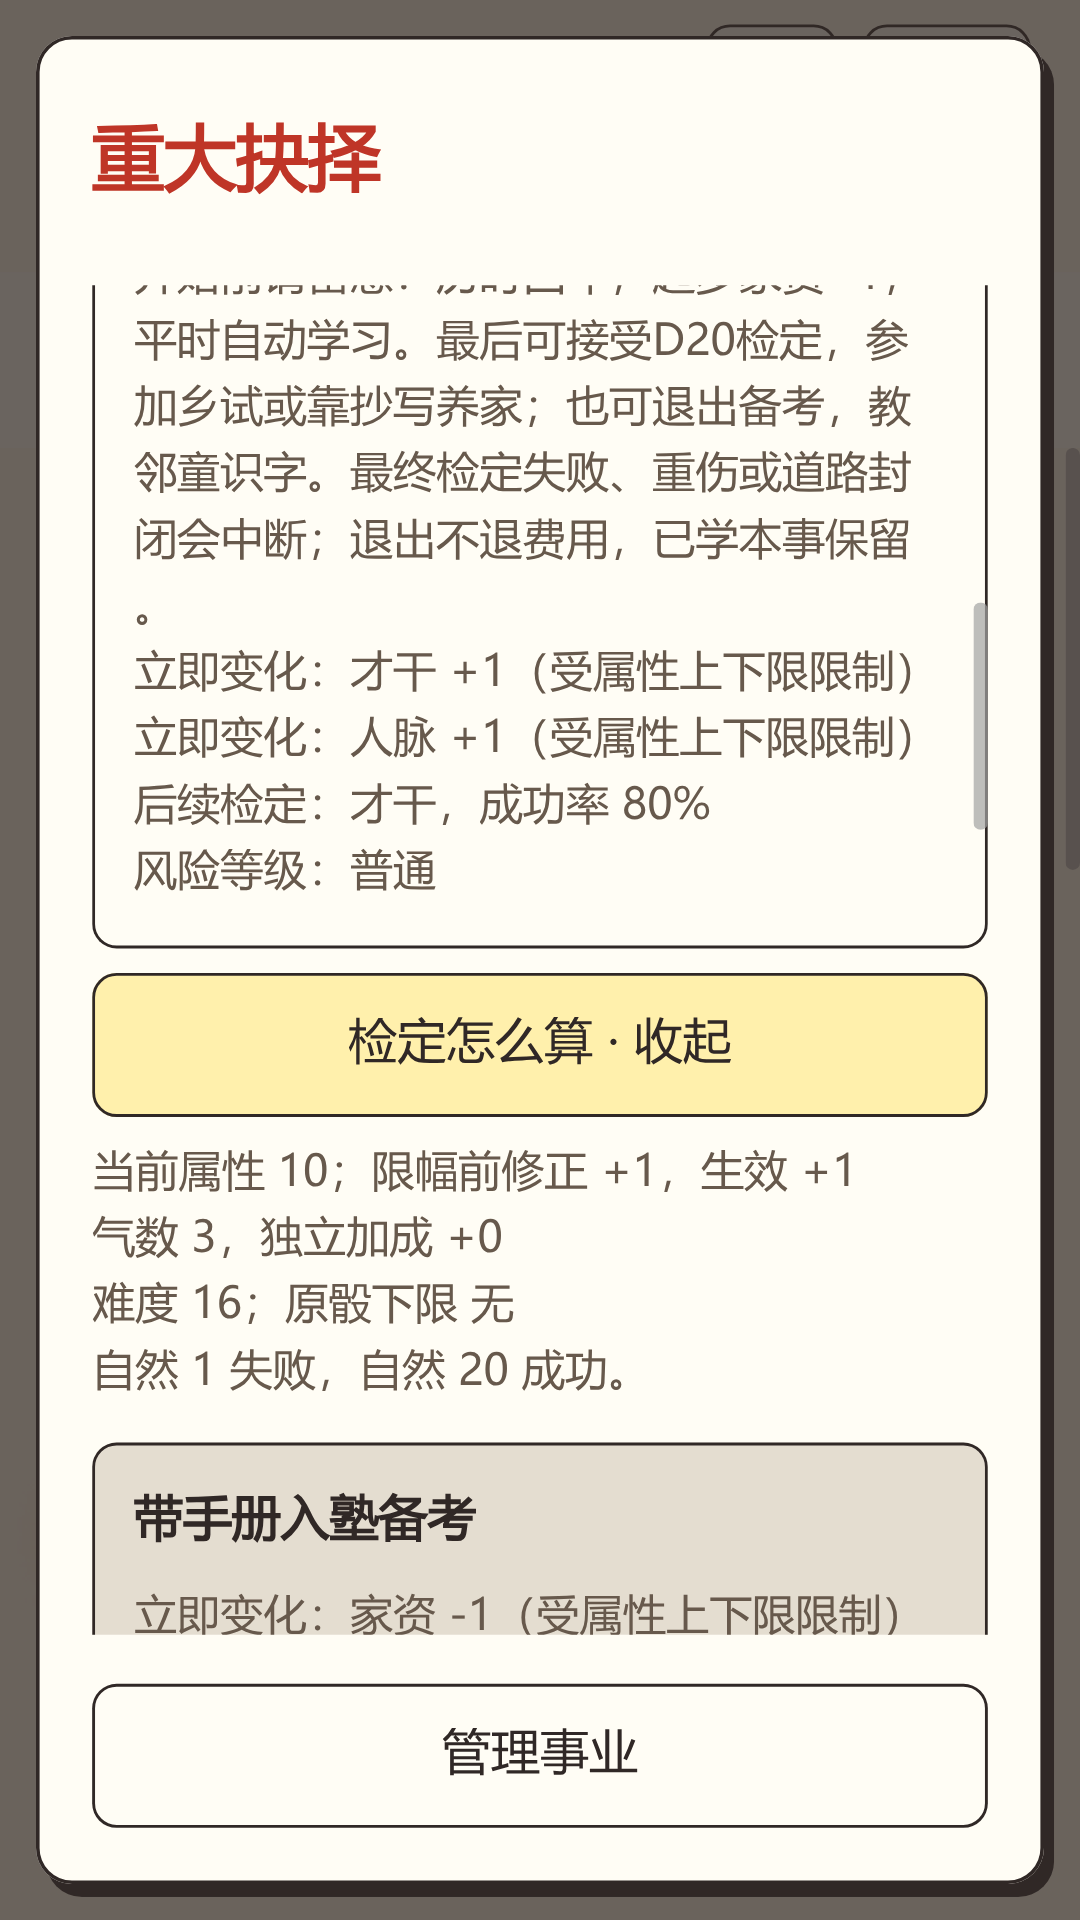 重大抉择
平时自动学习。最后可接受D20检定，参
加乡试或靠抄写养家；也可退出备考，教
邻童识字。最终检定失败、重伤或道路封
闭会中断；退出不退费用，已学本事保留
。
立即变化：才干 +1（受属性上下限限制）
立即变化：人脉 +1（受属性上下限限制）
后续检定：才干，成功率 80%
风险等级：普通
检定怎么算 · 收起
当前属性 10；限幅前修正 +1，生效 +1
气数 3，独立加成 +0
难度 16；原骰下限 无
自然 1 失败，自然 20 成功。
带手册入塾备考
立即变化：家资 -1（受属性上下限限制）
管理事业